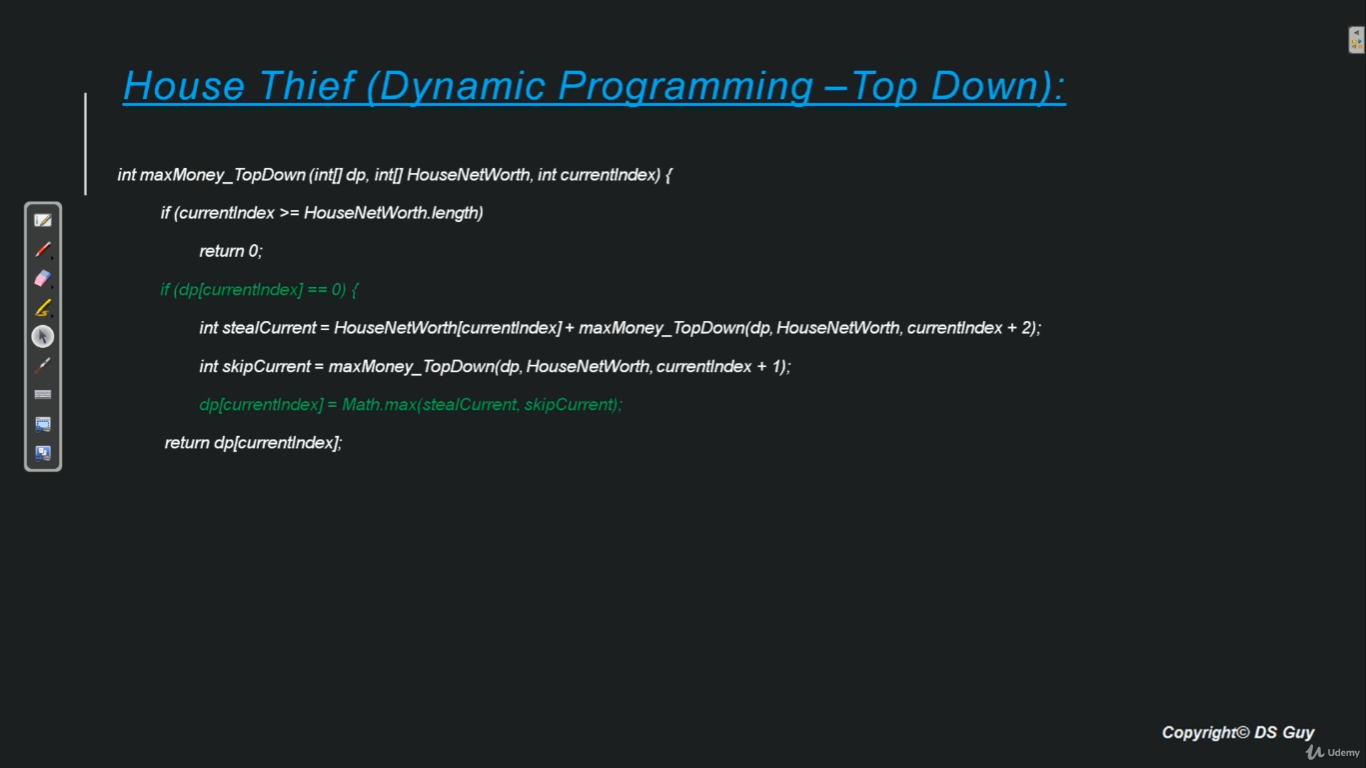 House Thief (Dynamic Programming –Top Down):
int maxMoney_TopDown (int[] dp, int[] HouseNetWorth, int currentIndex) {
if (currentIndex >= HouseNetWorth.length)
return 0;
if (dp[currentIndex] == 0) {
int stealCurrent = HouseNetWorth[currentIndex] + maxMoney_TopDown(dp, HouseNetWorth, currentIndex + 2);
int skipCurrent = maxMoney_TopDown(dp, HouseNetWorth, currentIndex + 1);
dp[currentIndex] = Math.max(stealCurrent, skipCurrent);
return dp[currentIndex];
Copyright© DS Guy
Udemy